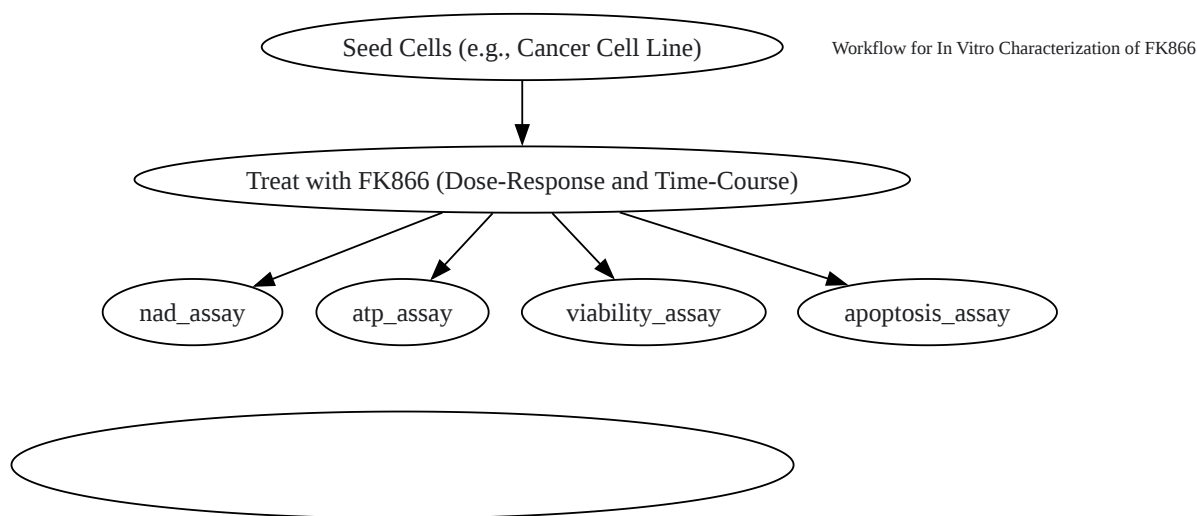 Seed Cells (e.g., Cancer Cell Line)
Workflow for In Vitro Characterization of FK866
Treat with FK866 (Dose-Response and Time-Course)
nad_assay
atp_assay
viability_assay
apoptosis_assay